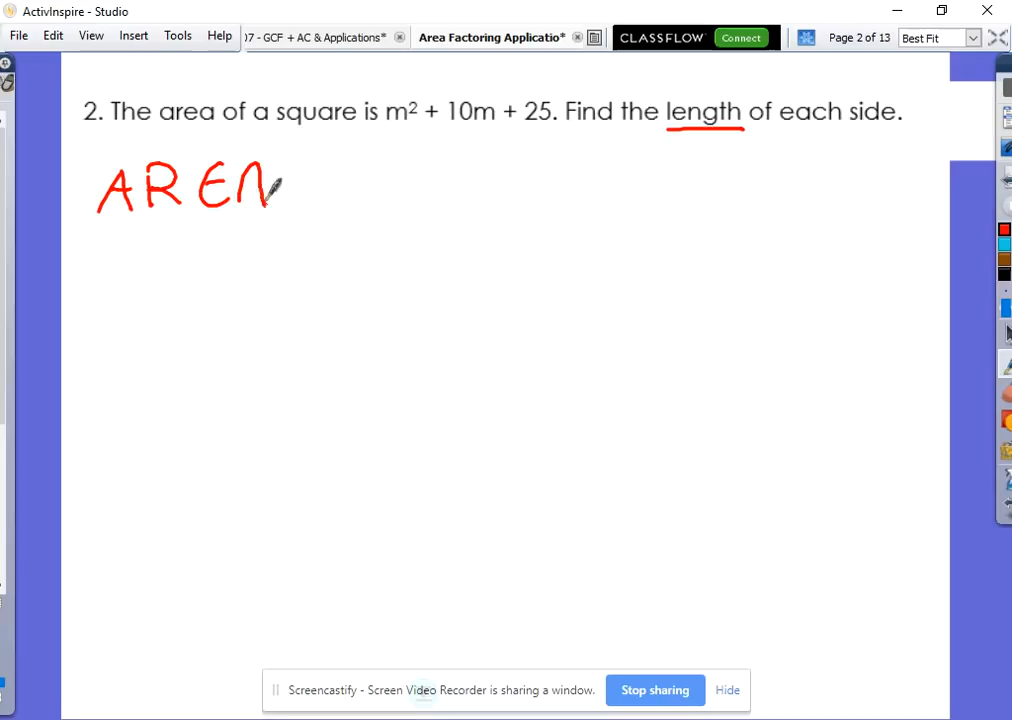 ActivInspire - Studio
File Edit View Insert Tools Help
07 - GCF + AC & Applications*
Area Factoring Applicatio*
CLASSFLOW Connect
Page 2 of 13
Best Fit
2. The area of a square is m² + 10m + 25. Find the length of each side.
AREA
Screencastify - Screen Video Recorder is sharing a window.
Stop sharing
Hide